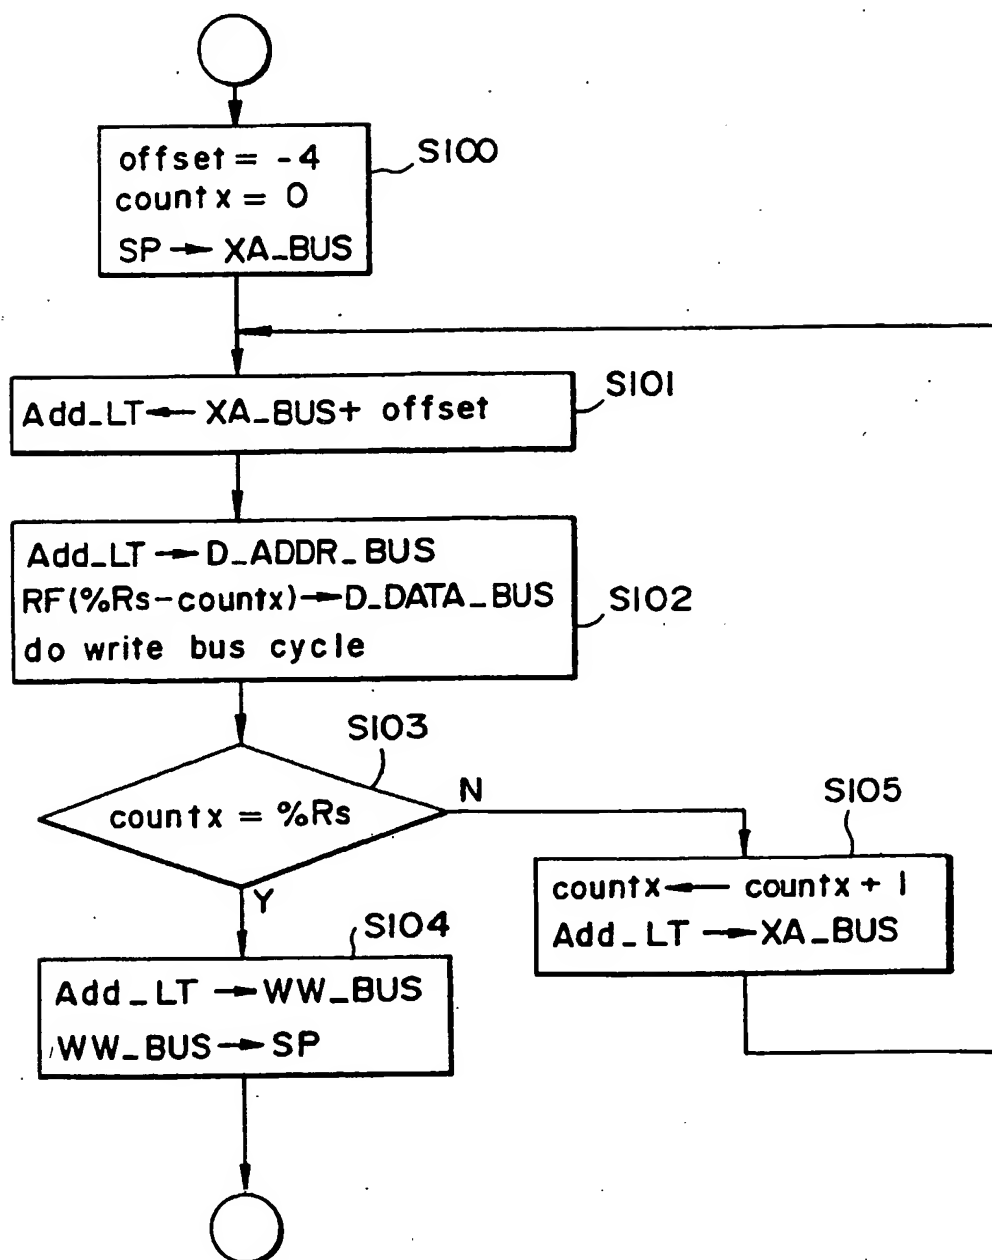 offset = -4
countx = 0
SP → XA_BUS
S100
Add_LT ← XA_BUS + offset
S101
Add_LT → D_ADDR_BUS
RF(%Rs-countx) → D_DATA_BUS
do write bus cycle
S102
S103
countx = %Rs
N
Y
S105
countx ← countx + 1
Add_LT → XA_BUS
S104
Add_LT → WW_BUS
WW_BUS → SP